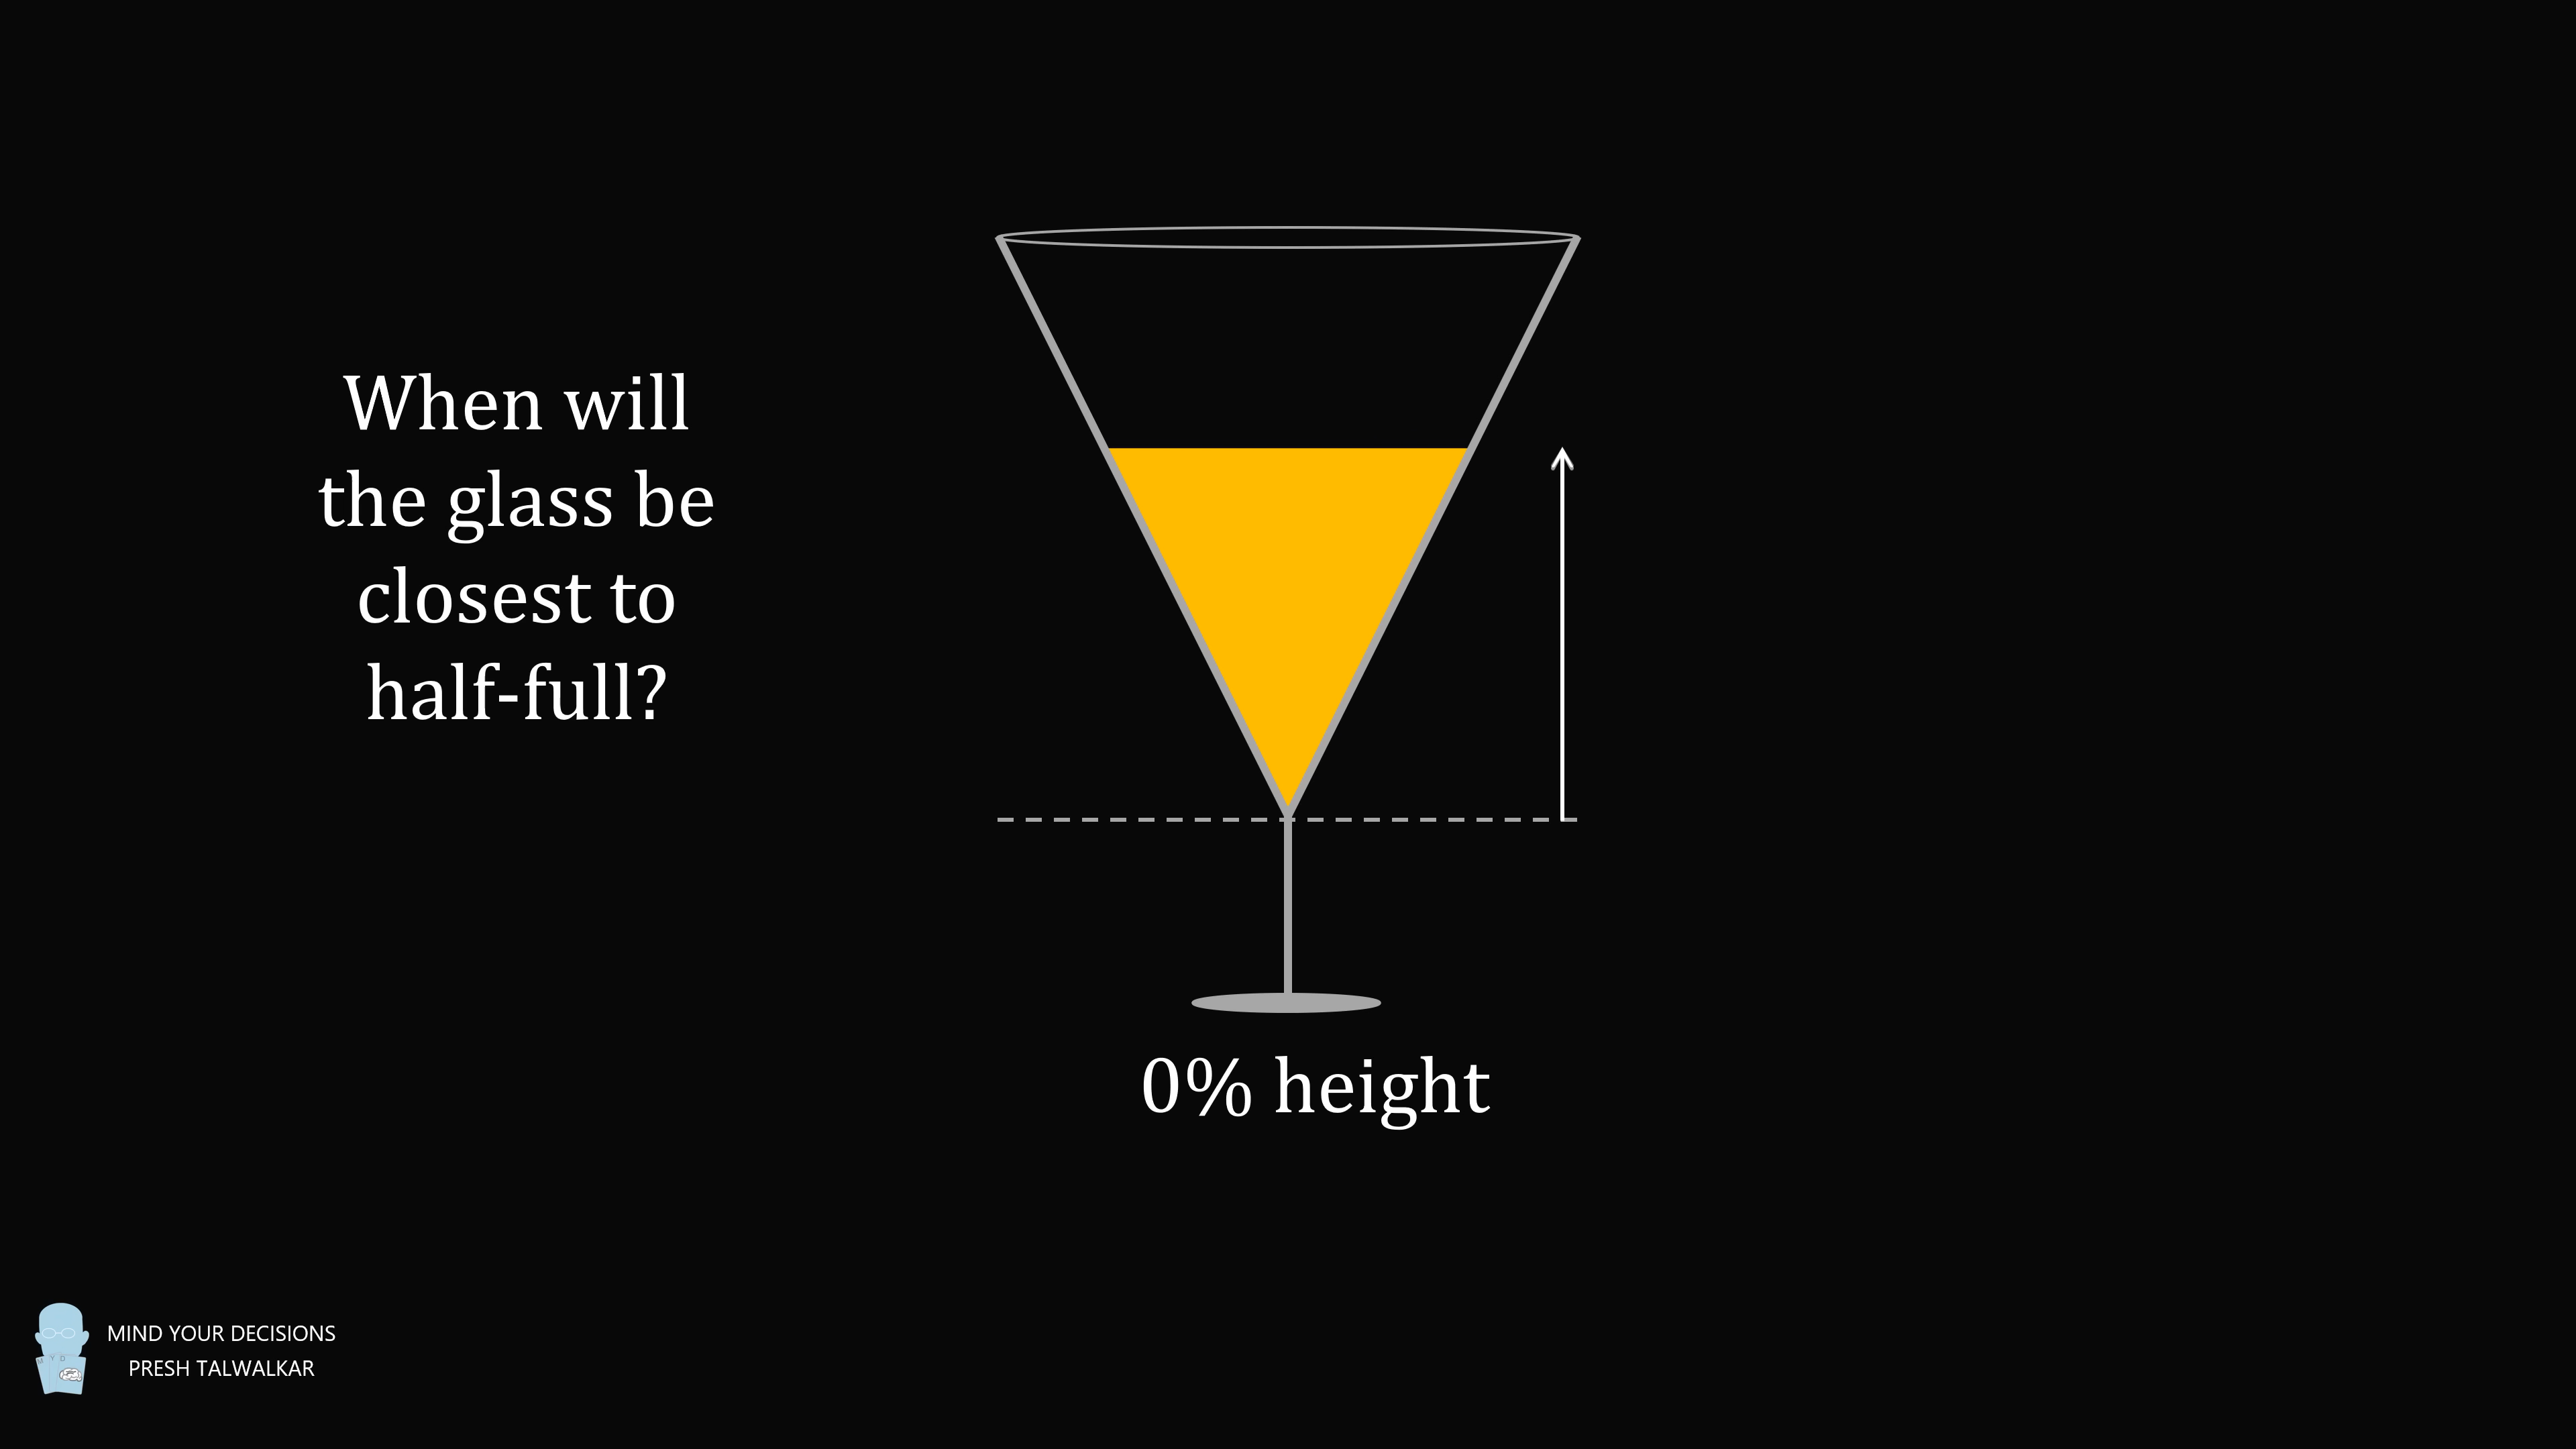 When will
the glass be
closest to
half-full?
0% height
MIND YOUR DECISIONS
PRESH TALWALKAR
M Y D